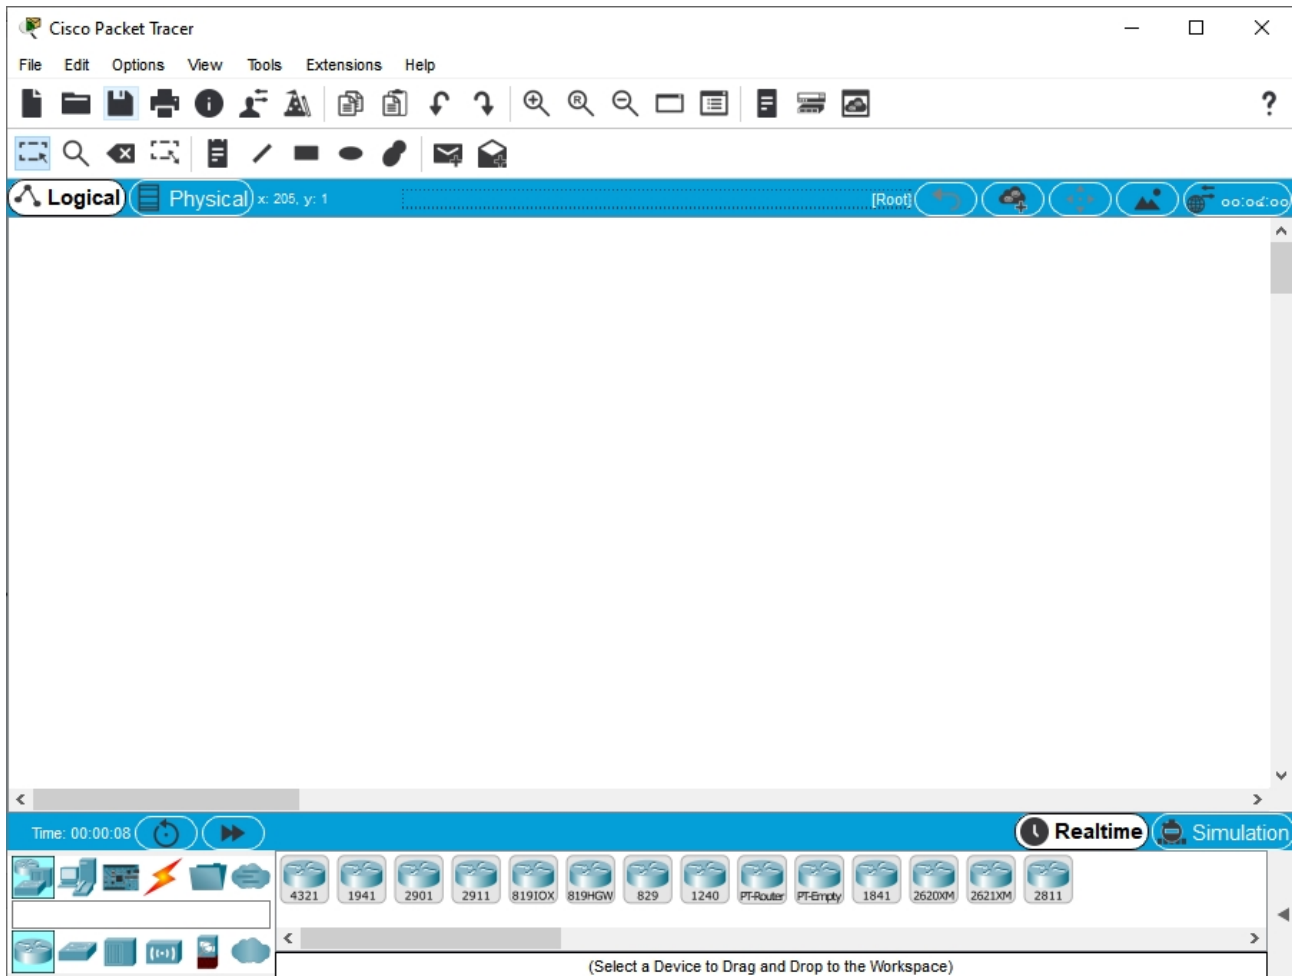 Cisco Packet Tracer
File Edit Options View Tools Extensions Help
Logical Physical x: 205, y: 1 [Root]
Time: 00:00:08 Realtime Simulation
4321 1941 2901 2911 819IOX 819HGW 829 1240 PT-Router PT-Empty 1841 2620XM 2621XM 2811
(Select a Device to Drag and Drop to the Workspace)